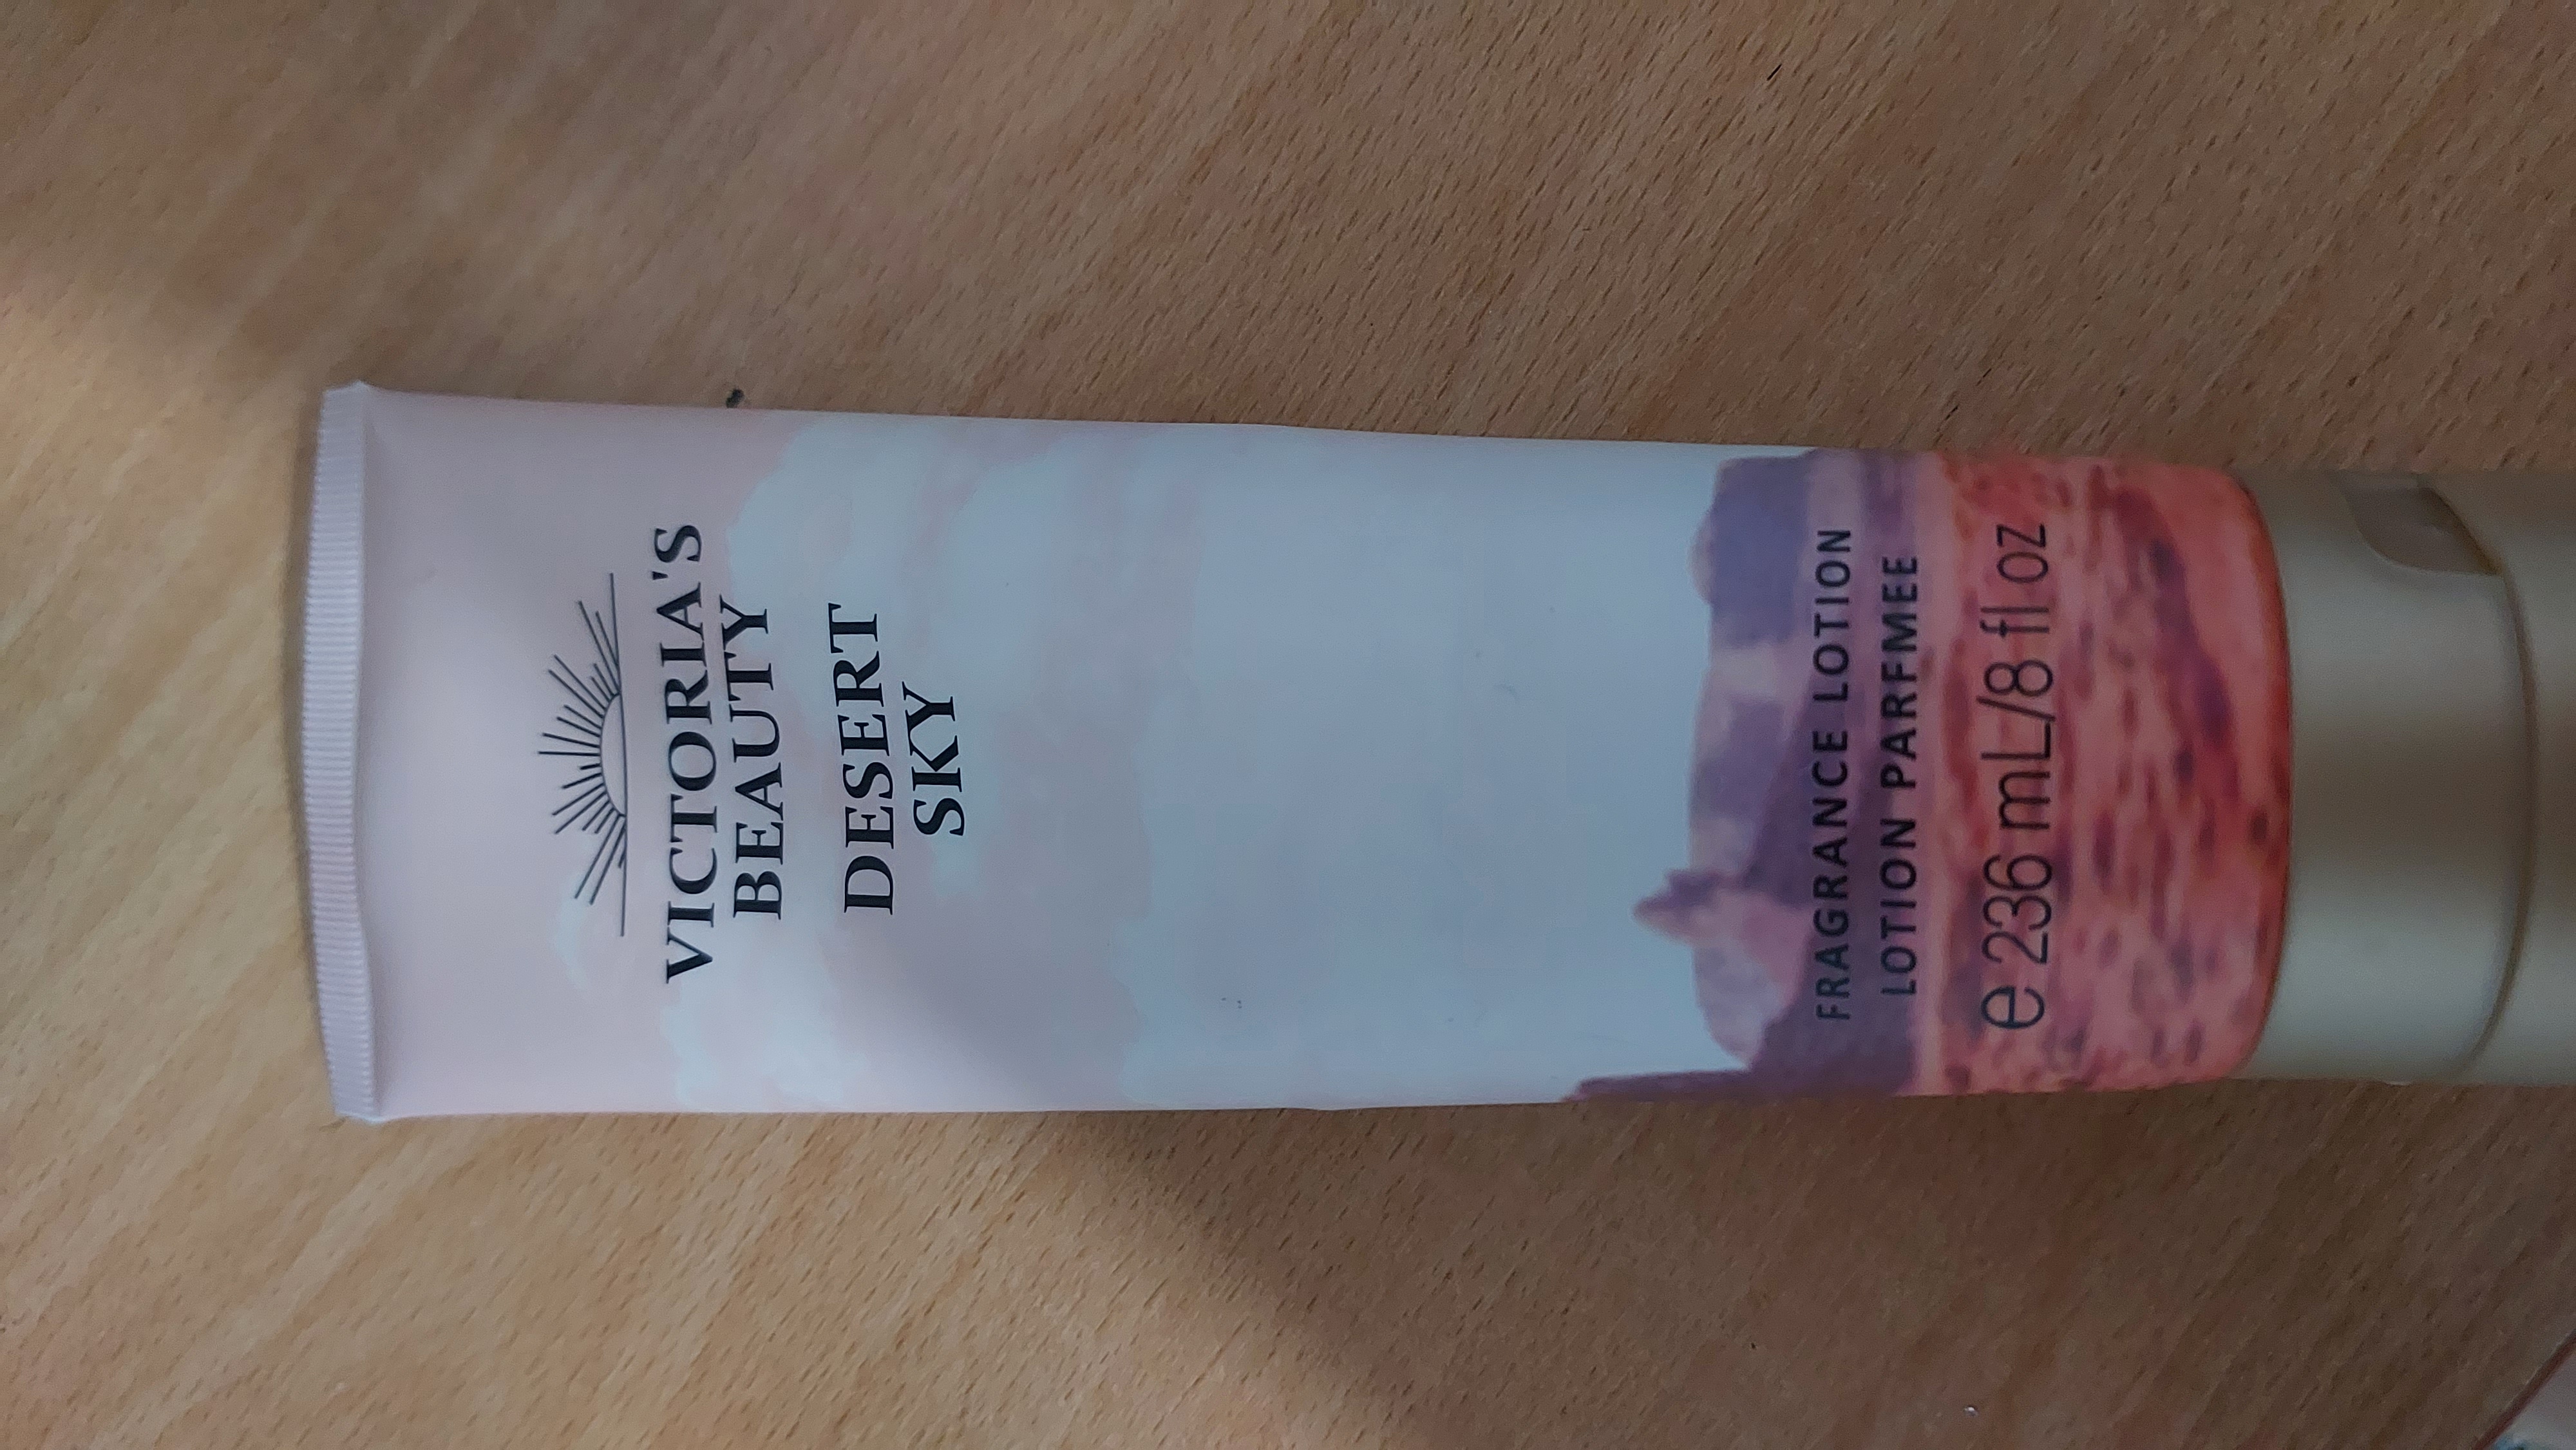 VICTORIA'S
BEAUTY
DESERT
SKY
FRAGRANCE LOTION
LOTION PARFMEE
e 236 mL/8 fl oz